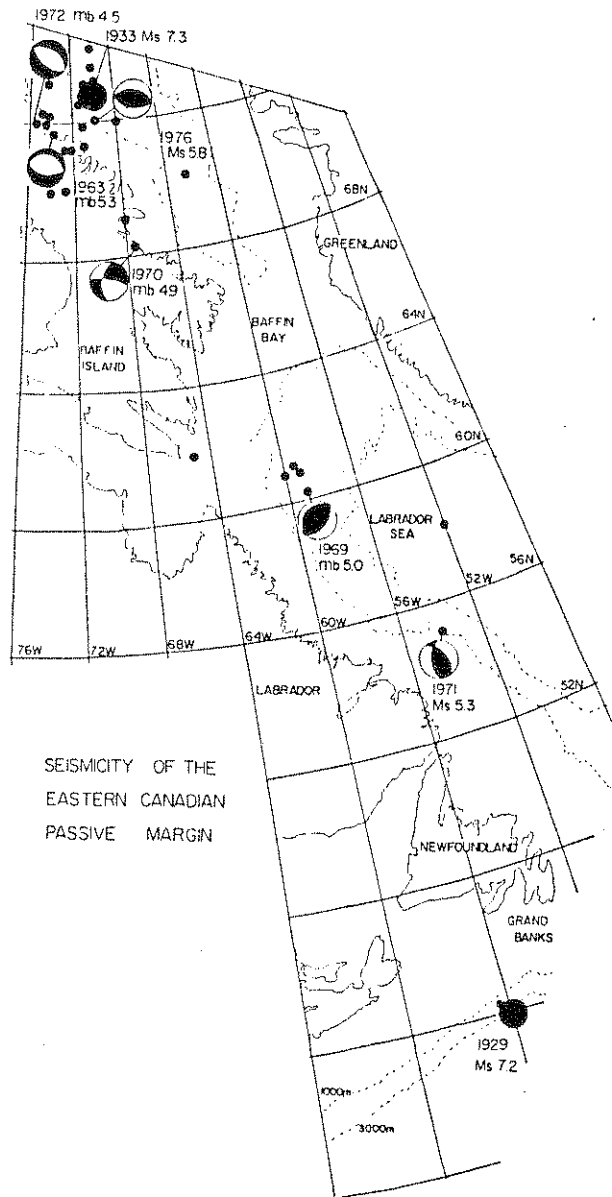 1972 mb 4.5
1933 Ms 7.3
1976
Ms 5.8
1963
mb 5.3
68N
GREENLAND
1970
mb 4.9
64N
BAFFIN
BAY
BAFFIN
ISLAND
60N
LABRADOR
SEA
1969
mb 5.0
56N
52W
56W
60W
64W
68W
72W
76W
52N
LABRADOR
1971
Ms 5.3
SEISMICITY OF THE
EASTERN CANADIAN
PASSIVE MARGIN
NEWFOUNDLAND
GRAND
BANKS
1929
Ms 7.2
1000m
3000m